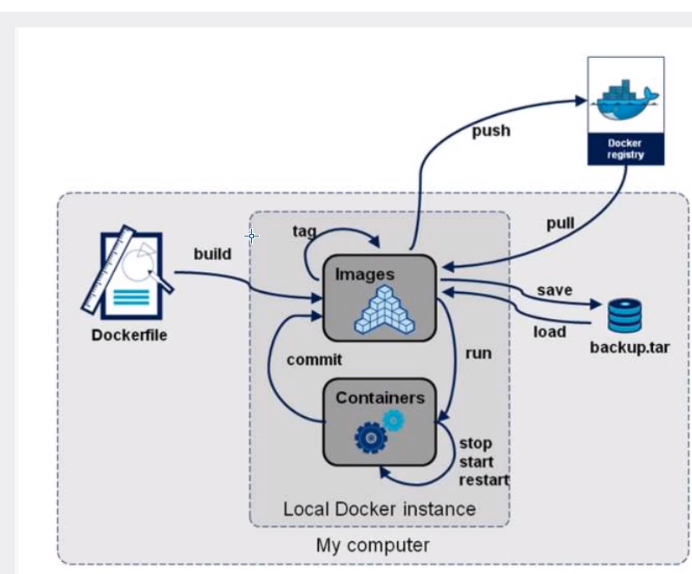 push
Docker
registry
pull
tag
build
Images
save
Dockerfile
load
backup.tar
commit
run
Containers
stop
start
restart
Local Docker instance
My computer